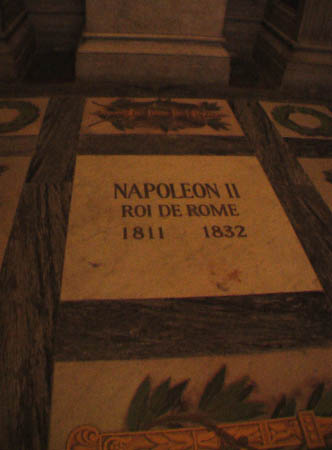 NAPOLEON II
ROI DE ROME
1811 1832